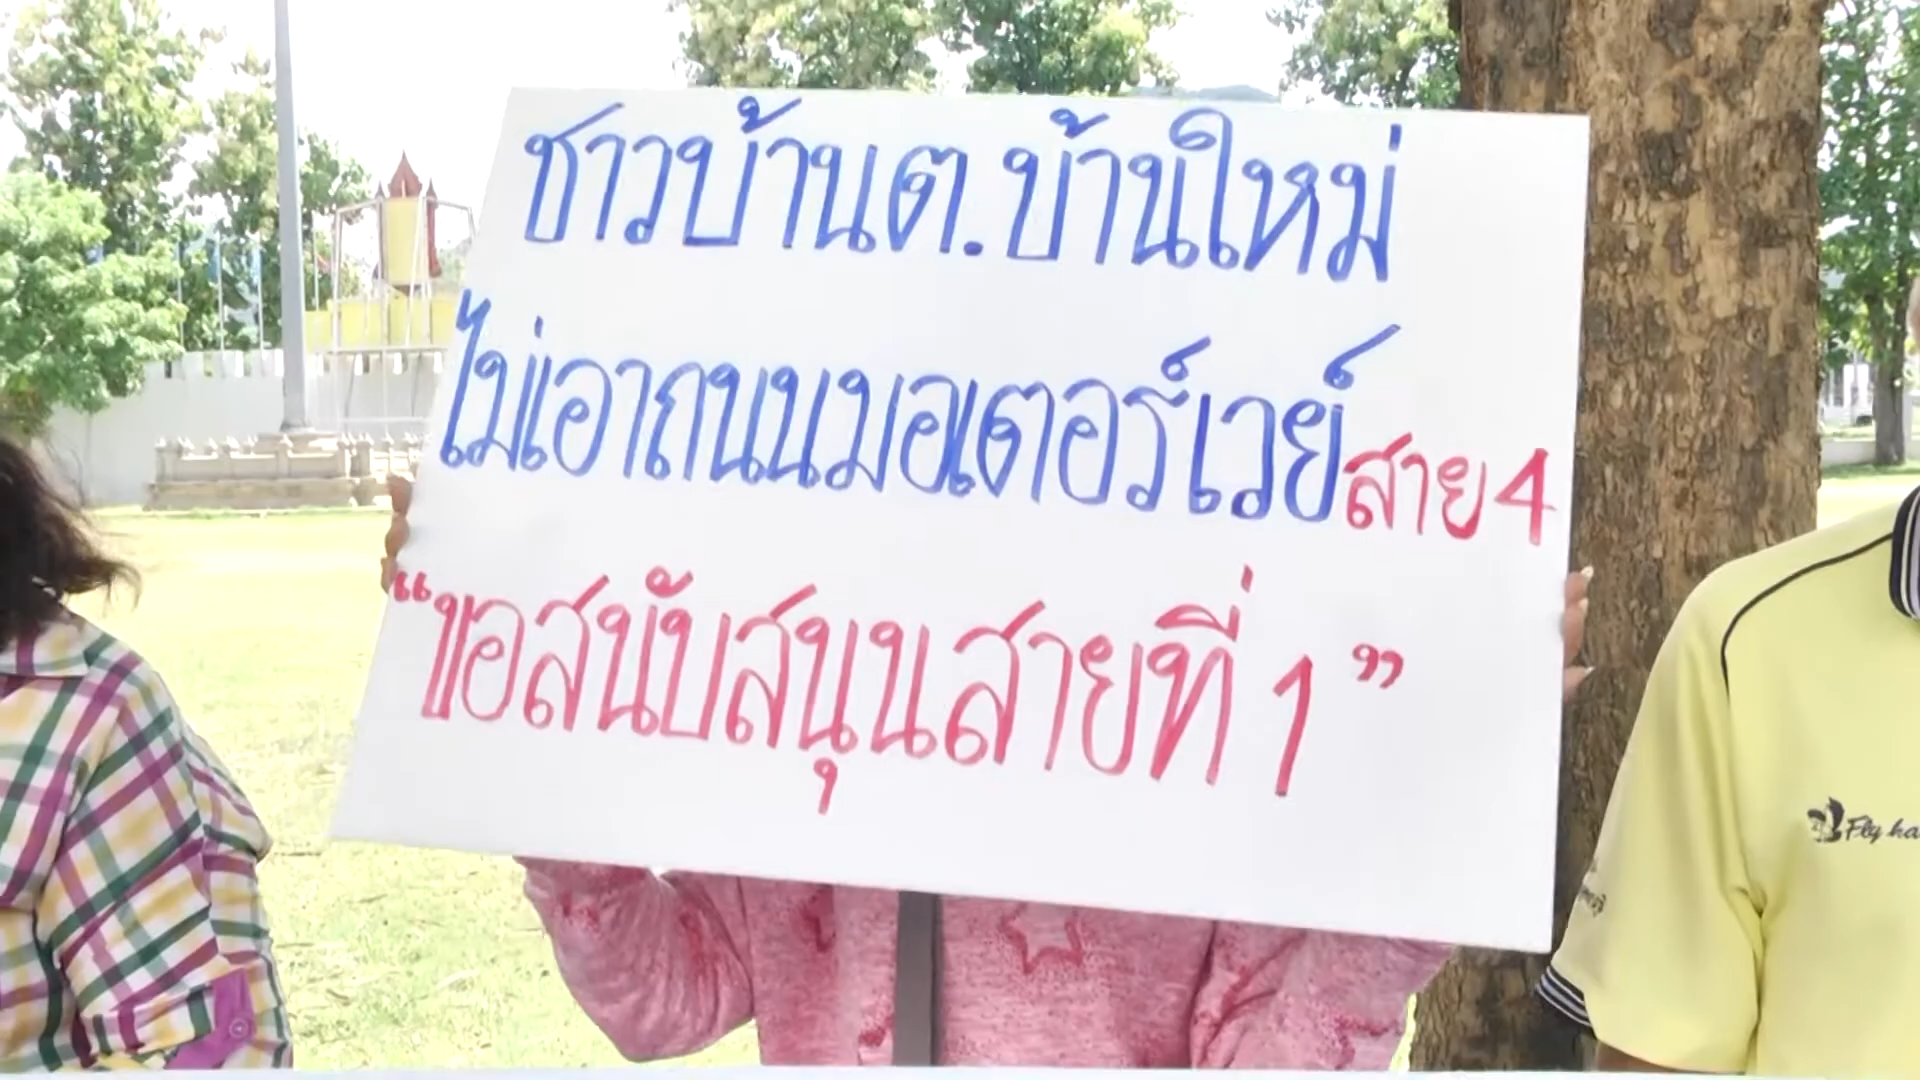 ชาวบ้านต.บ้านใหม่
ไม่เอาถนนมอเตอร์เวย์สาย 4
“ขอสนับสนุนสายที่ 1”
Fly ha